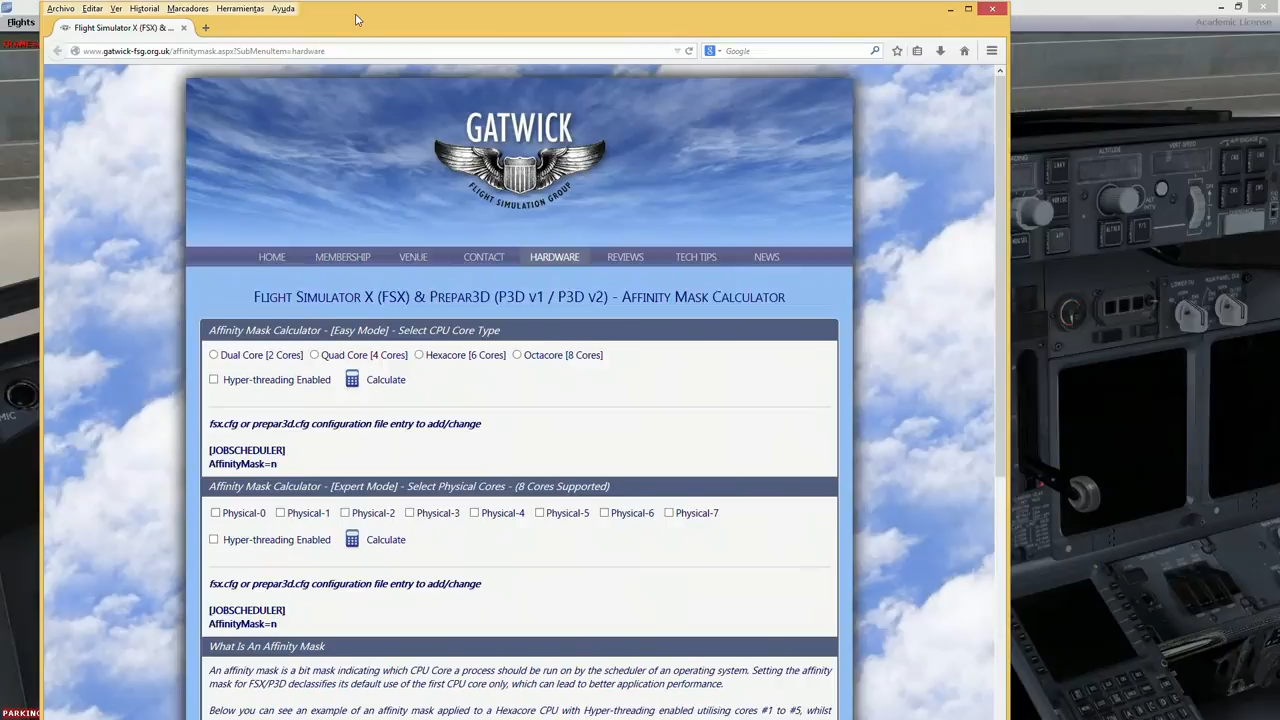 Archivo Editar Ver Historial Marcadores Herramientas Ayuda
Flights
Academic License
Flight Simulator X (FSX) & ...
www.gatwick-fsg.org.uk/affinitymask.aspx?SubMenuItem=hardware
Google
GATWICK
FLIGHT SIMULATION GROUP
HOME MEMBERSHIP VENUE CONTACT HARDWARE REVIEWS TECH TIPS NEWS
Flight Simulator X (FSX) & Prepar3D (P3D v1 / P3D v2) - Affinity Mask Calculator
Affinity Mask Calculator - [Easy Mode] - Select CPU Core Type
Dual Core [2 Cores] Quad Core [4 Cores] Hexacore [6 Cores] Octacore [8 Cores]
Hyper-threading Enabled Calculate
fsx.cfg or prepar3d.cfg configuration file entry to add/change
[JOBSCHEDULER]
AffinityMask=n
Affinity Mask Calculator - [Expert Mode] - Select Physical Cores - (8 Cores Supported)
Physical-0 Physical-1 Physical-2 Physical-3 Physical-4 Physical-5 Physical-6 Physical-7
Hyper-threading Enabled Calculate
fsx.cfg or prepar3d.cfg configuration file entry to add/change
[JOBSCHEDULER]
AffinityMask=n
What Is An Affinity Mask
An affinity mask is a bit mask indicating which CPU Core a process should be run on by the scheduler of an operating system. Setting the affinity
mask for FSX/P3D declassifies its default use of the first CPU core only, which can lead to better application performance.
Below you can see an example of an affinity mask applied to a Hexacore CPU with Hyper-threading enabled utilising cores #1 to #5, whilst
MIC
ALTITUDE
VERT SPEED
PARKING